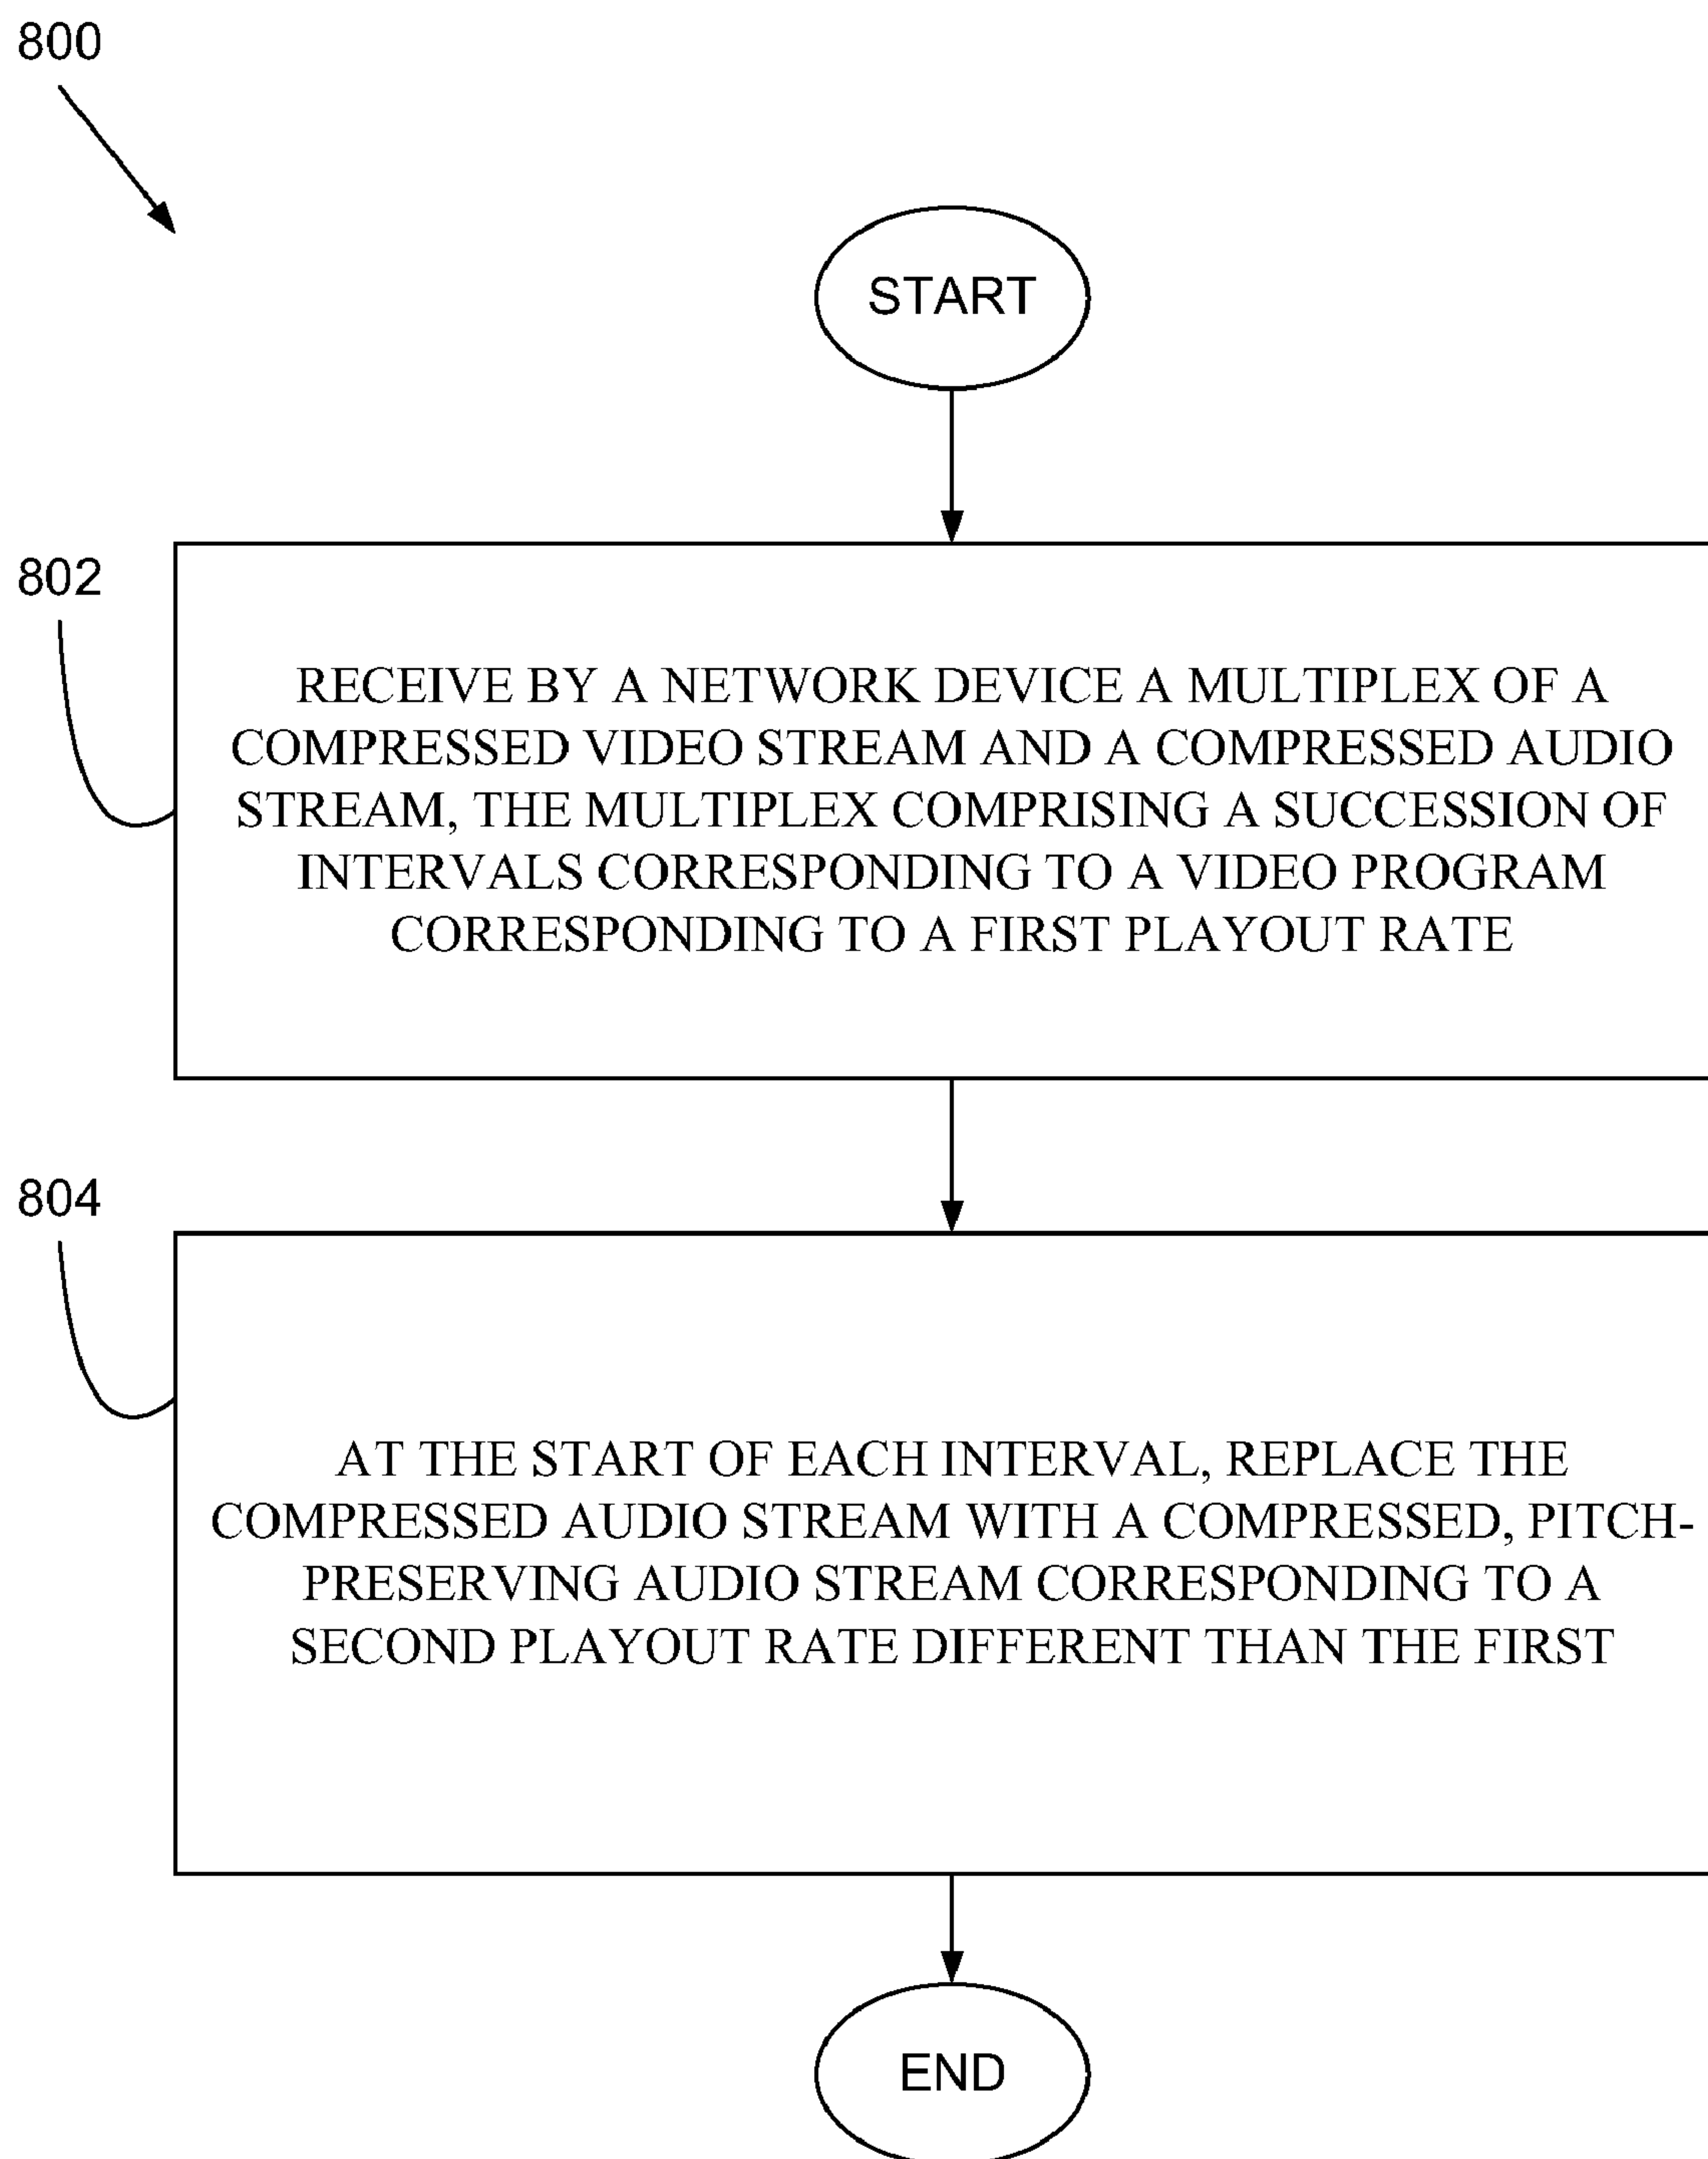 800
START
802
RECEIVE BY A NETWORK DEVICE A MULTIPLEX OF A
COMPRESSED VIDEO STREAM AND A COMPRESSED AUDIO
STREAM, THE MULTIPLEX COMPRISING A SUCCESSION OF
INTERVALS CORRESPONDING TO A VIDEO PROGRAM
CORRESPONDING TO A FIRST PLAYOUT RATE
804
AT THE START OF EACH INTERVAL, REPLACE THE
COMPRESSED AUDIO STREAM WITH A COMPRESSED, PITCH-
PRESERVING AUDIO STREAM CORRESPONDING TO A
SECOND PLAYOUT RATE DIFFERENT THAN THE FIRST
END